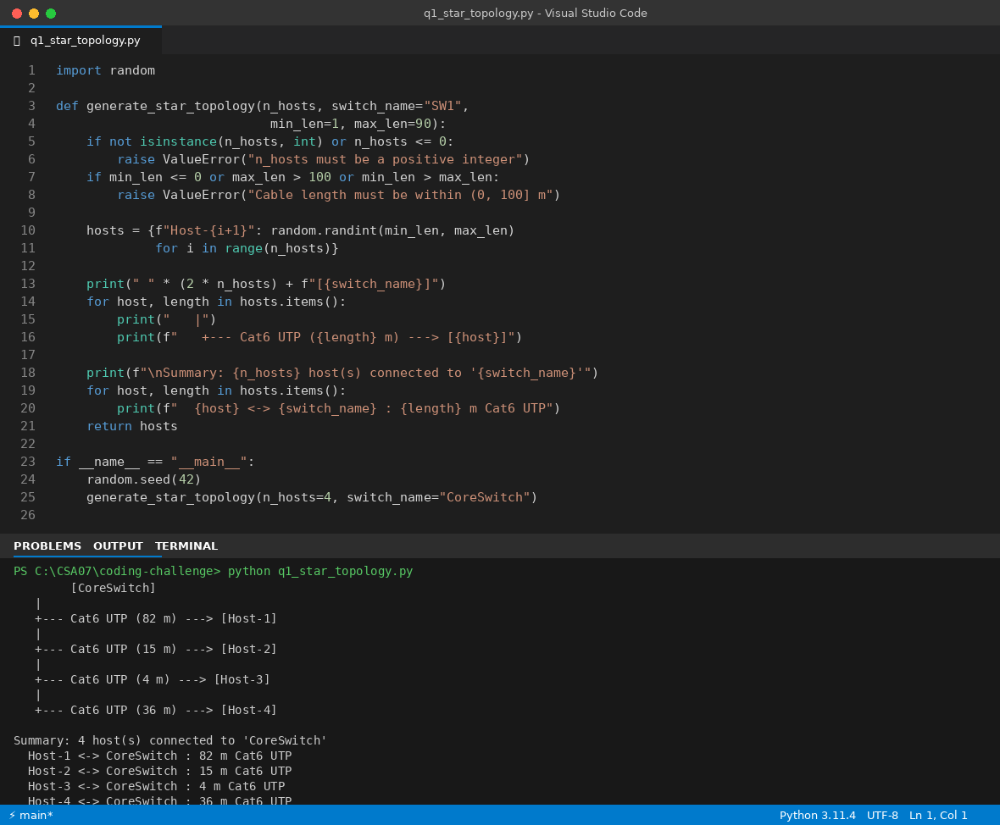 q1_star_topology.py - Visual Studio Code
q1_star_topology.py
1 import random
2
3 def generate_star_topology(n_hosts, switch_name="SW1",
4                             min_len=1, max_len=90):
5     if not isinstance(n_hosts, int) or n_hosts <= 0:
6         raise ValueError("n_hosts must be a positive integer")
7     if min_len <= 0 or max_len > 100 or min_len > max_len:
8         raise ValueError("Cable length must be within (0, 100] m")
9
10     hosts = {f"Host-{i+1}": random.randint(min_len, max_len)
11              for i in range(n_hosts)}
12
13     print(" " * (2 * n_hosts) + f"[{switch_name}]")
14     for host, length in hosts.items():
15         print("   |")
16         print(f"   +--- Cat6 UTP ({length} m) ---> [{host}]")
17
18     print(f"\nSummary: {n_hosts} host(s) connected to '{switch_name}'")
19     for host, length in hosts.items():
20         print(f"  {host} <-> {switch_name} : {length} m Cat6 UTP")
21     return hosts
22
23 if __name__ == "__main__":
24     random.seed(42)
25     generate_star_topology(n_hosts=4, switch_name="CoreSwitch")
26
PROBLEMS OUTPUT TERMINAL
PS C:\CSA07\coding-challenge> python q1_star_topology.py
        [CoreSwitch]
   |
   +--- Cat6 UTP (82 m) ---> [Host-1]
   |
   +--- Cat6 UTP (15 m) ---> [Host-2]
   |
   +--- Cat6 UTP (4 m) ---> [Host-3]
   |
   +--- Cat6 UTP (36 m) ---> [Host-4]

Summary: 4 host(s) connected to 'CoreSwitch'
  Host-1 <-> CoreSwitch : 82 m Cat6 UTP
  Host-2 <-> CoreSwitch : 15 m Cat6 UTP
  Host-3 <-> CoreSwitch : 4 m Cat6 UTP
  Host-4 <-> CoreSwitch : 36 m Cat6 UTP
⚡ main* Python 3.11.4 UTF-8 Ln 1, Col 1